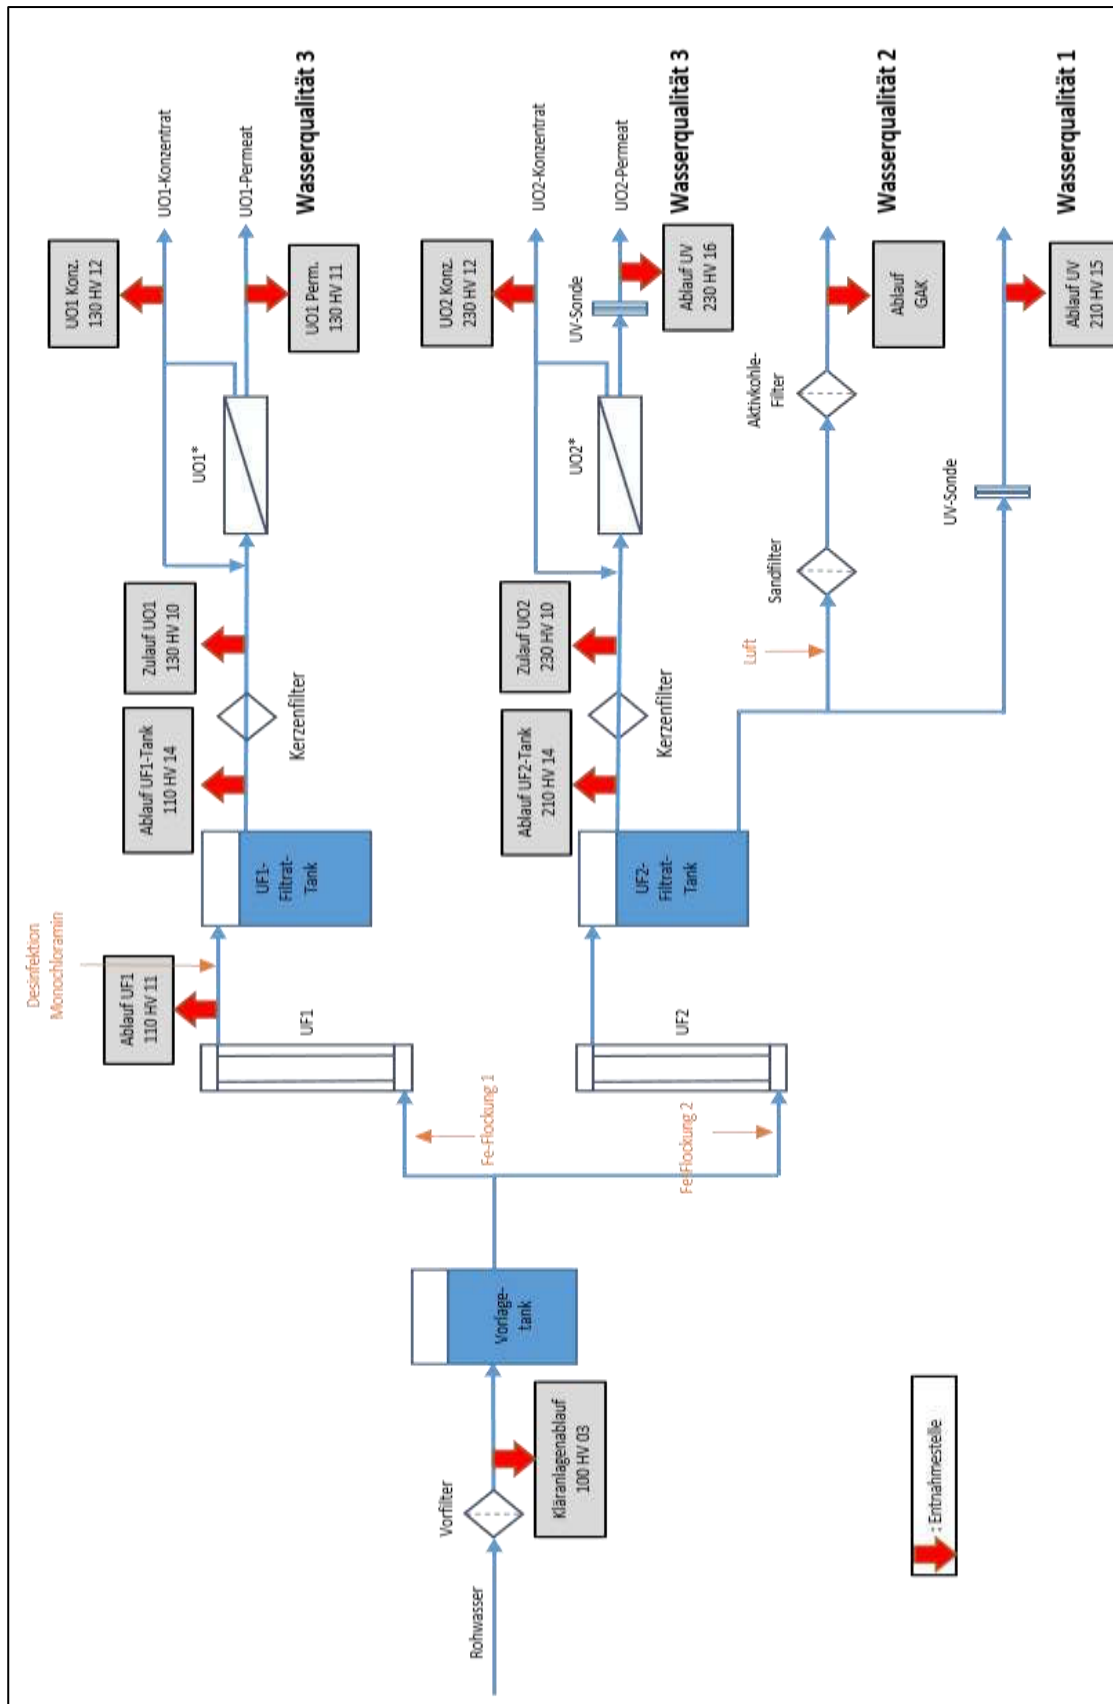 Rohwasser
Vorfilter
Kläranlagenablauf
100 HV 03
Vorlage-
tank
Fe-Flockung 1
Fe-Flockung 2
UF1
UF2
Ablauf UF1
110 HV 11
Desinfektion
Monochloramin
UF1-
Filtrat-
Tank
Ablauf UF1-Tank
110 HV 14
Kerzenfilter
Zulauf UO1
130 HV 10
UO1*
UO1 Konz.
130 HV 12
UO1-Konzentrat
UO1 Perm.
130 HV 11
UO1-Permeat
Wasserqualität 3
UF2-
Filtrat-
Tank
Ablauf UF2-Tank
210 HV 14
Kerzenfilter
Zulauf UO2
230 HV 10
UO2*
UO2 Konz.
230 HV 12
UO2-Konzentrat
UV-Sonde
Ablauf UV
230 HV 16
UO2-Permeat
Wasserqualität 3
Luft
Sandfilter
Aktivkohle-
Filter
Ablauf
GAK
Wasserqualität 2
UV-Sonde
Ablauf UV
210 HV 15
Wasserqualität 1
: Entnahmestelle